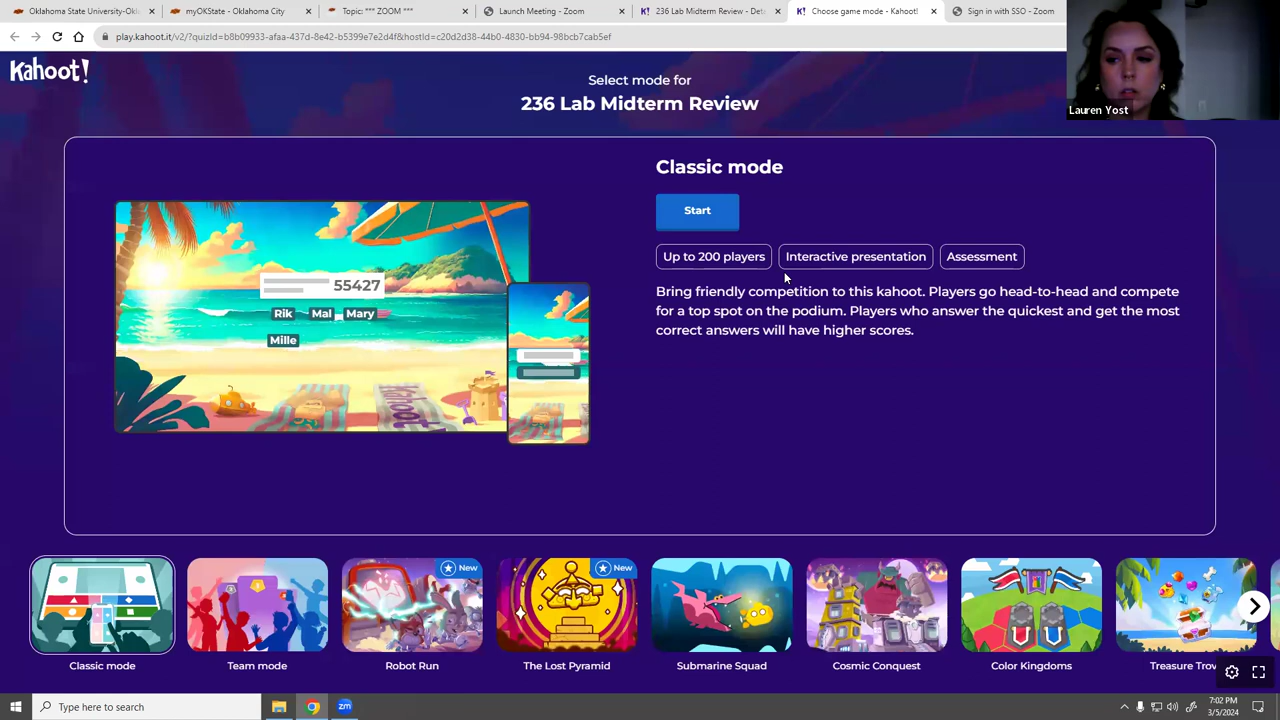 Oklahoma State University-Okl
myOKState - Oklahoma City
Topic: *** ZOOM ***
Launch Meeting - Zoom
236 Lab Midterm Review - Deta
Choose game mode - Kahoot!
Sign in with SSO - Zoom
play.kahoot.it/v2/?quizId=b8b09933-afaa-437d-8e42-b5399e7e2d4f&hostId=c20d2d38-44b0-4830-bb94-98bcb7cab5ef
Lauren Yost
Kahoot!
Select mode for
236 Lab Midterm Review
Classic mode
Start
Up to 200 players
Interactive presentation
Assessment
Bring friendly competition to this kahoot. Players go head-to-head and compete
for a top spot on the podium. Players who answer the quickest and get the most
correct answers will have higher scores.
55427
Rik Mal Mary
Mille
Kahoot
New
New
Classic mode
Team mode
Robot Run
The Lost Pyramid
Submarine Squad
Cosmic Conquest
Color Kingdoms
Treasure Trov
Type here to search
7:02 PM
3/5/2024